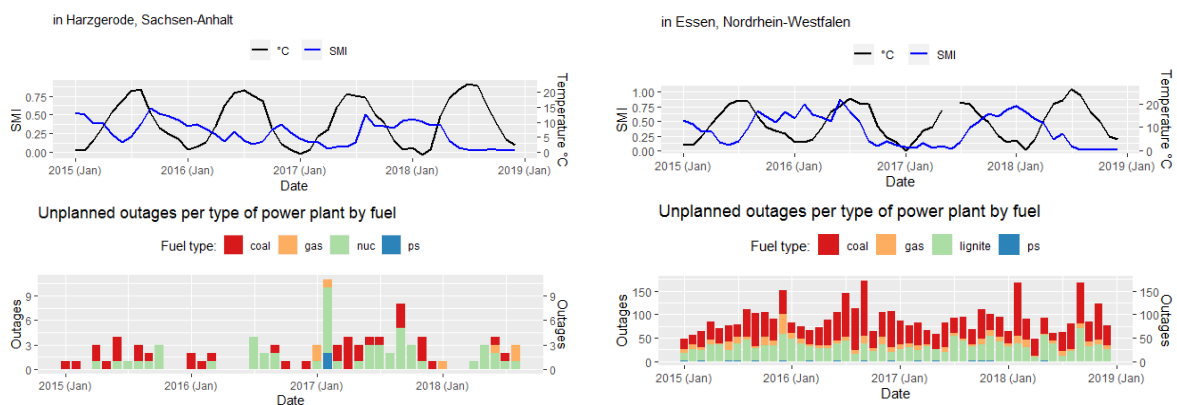 in Harzgerode, Sachsen-Anhalt
°C SMI
SMI
0.75
0.50
0.25
0.00
Temperature °C
20
15
10
5
0
2015 (Jan) 2016 (Jan) 2017 (Jan) 2018 (Jan) 2019 (Jan)
Date
Unplanned outages per type of power plant by fuel
Fuel type: coal gas nuc ps
Outages
9
6
3
0
Outages
9
6
3
0
2015 (Jan) 2016 (Jan) 2017 (Jan) 2018 (Jan)
Date
in Essen, Nordrhein-Westfalen
°C SMI
SMI
1.00
0.75
0.50
0.25
0.00
Temperature °C
20
10
0
2015 (Jan) 2016 (Jan) 2017 (Jan) 2018 (Jan) 2019 (Jan)
Date
Unplanned outages per type of power plant by fuel
Fuel type: coal gas lignite ps
Outages
150
100
50
0
Outages
150
100
50
0
2015 (Jan) 2016 (Jan) 2017 (Jan) 2018 (Jan) 2019 (Jan)
Date